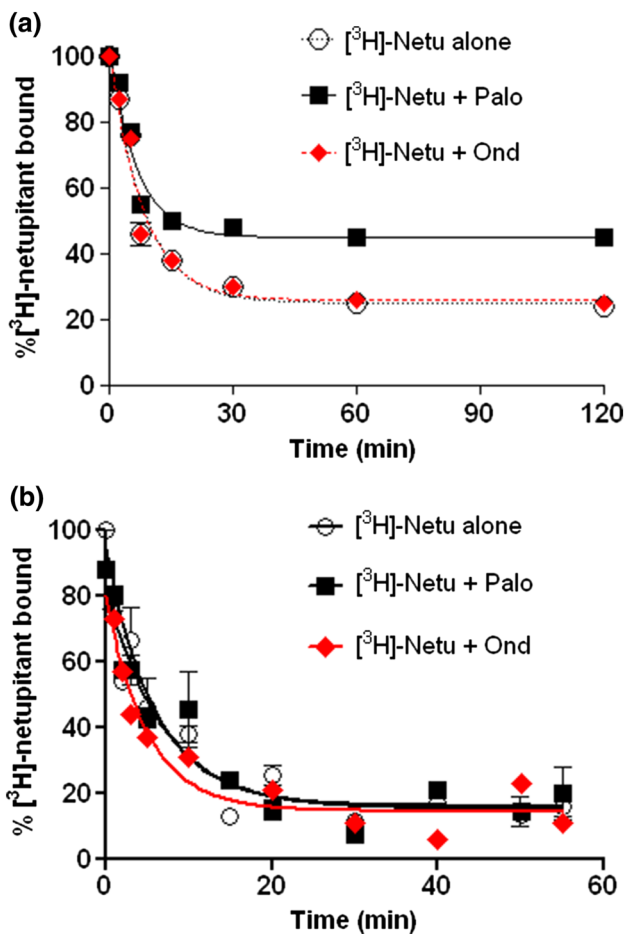 (a)
[³H]-Netu alone
[³H]-Netu + Palo
[³H]-Netu + Ond
%[³H]-netupitant bound
100
80
60
40
20
0
0 30 60 90 120
Time (min)
(b)
[³H]-Netu alone
[³H]-Netu + Palo
[³H]-Netu + Ond
% [³H]-netupitant bound
100
80
60
40
20
0
0 20 40 60
Time (min)